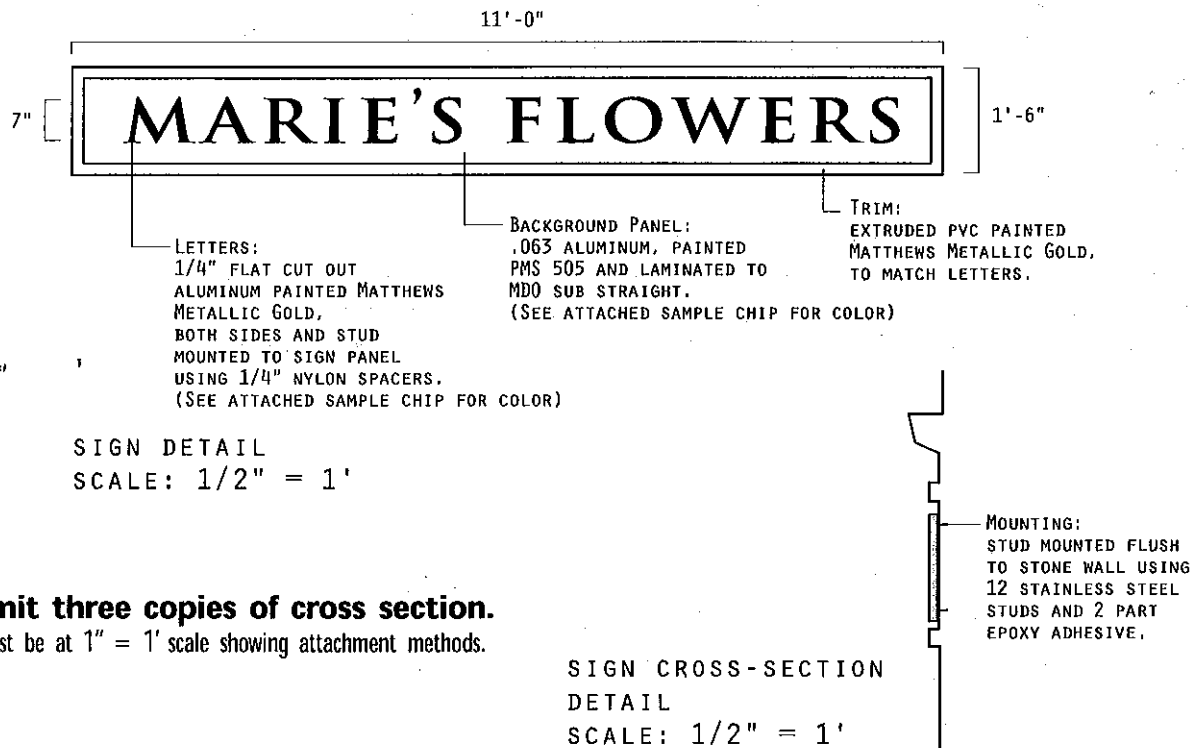 11'-0"
7"
MARIE'S FLOWERS
1'-6"
LETTERS:
1/4" FLAT CUT OUT
ALUMINUM PAINTED MATTHEWS
METALLIC GOLD,
BOTH SIDES AND STUD
MOUNTED TO SIGN PANEL
USING 1/4" NYLON SPACERS.
(SEE ATTACHED SAMPLE CHIP FOR COLOR)
BACKGROUND PANEL:
.063 ALUMINUM, PAINTED
PMS 505 AND LAMINATED TO
MDO SUB STRAIGHT.
(SEE ATTACHED SAMPLE CHIP FOR COLOR)
TRIM:
EXTRUDED PVC PAINTED
MATTHEWS METALLIC GOLD,
TO MATCH LETTERS.
SIGN DETAIL
SCALE: 1/2" = 1'
mit three copies of cross section.
st be at 1" = 1' scale showing attachment methods.
MOUNTING:
STUD MOUNTED FLUSH
TO STONE WALL USING
12 STAINLESS STEEL
STUDS AND 2 PART
EPOXY ADHESIVE.
SIGN CROSS-SECTION
DETAIL
SCALE: 1/2" = 1'